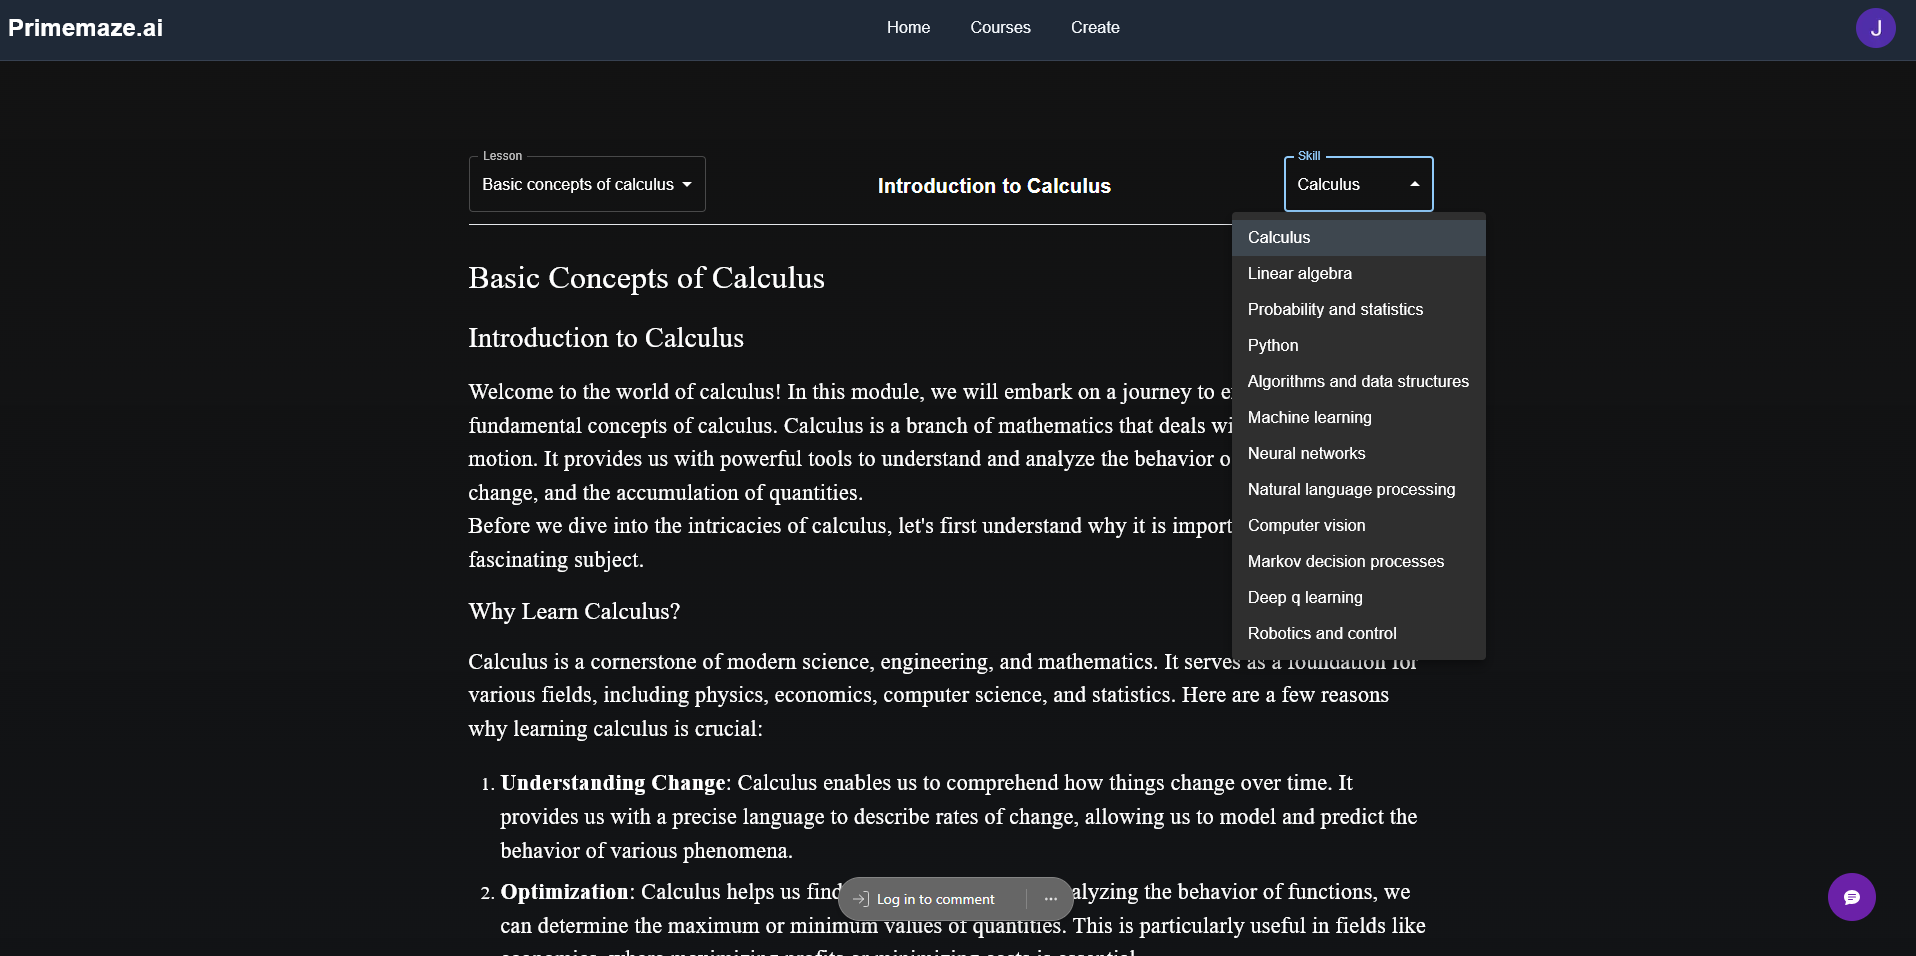 Primemaze.ai
Home Courses Create
J
Lesson
Basic concepts of calculus
Introduction to Calculus
Skill
Calculus
Calculus
Linear algebra
Probability and statistics
Python
Algorithms and data structures
Machine learning
Neural networks
Natural language processing
Computer vision
Markov decision processes
Deep q learning
Robotics and control
Basic Concepts of Calculus
Introduction to Calculus
Welcome to the world of calculus! In this module, we will embark on a journey to
fundamental concepts of calculus. Calculus is a branch of mathematics that deals
motion. It provides us with powerful tools to understand and analyze the behavior
change, and the accumulation of quantities.
Before we dive into the intricacies of calculus, let's first understand why it is
fascinating subject.
Why Learn Calculus?
Calculus is a cornerstone of modern science, engineering, and mathematics. It serves as a foundation for
various fields, including physics, economics, computer science, and statistics. Here are a few reasons
why learning calculus is crucial:
1. Understanding Change: Calculus enables us to comprehend how things change over time. It
provides us with a precise language to describe rates of change, allowing us to model and predict the
behavior of various phenomena.
2. Optimization: Calculus helps us find the behavior of functions, we
can determine the maximum or minimum values of quantities. This is particularly useful in fields like
economics, where maximizing profits or minimizing costs is essential.
Log in to comment